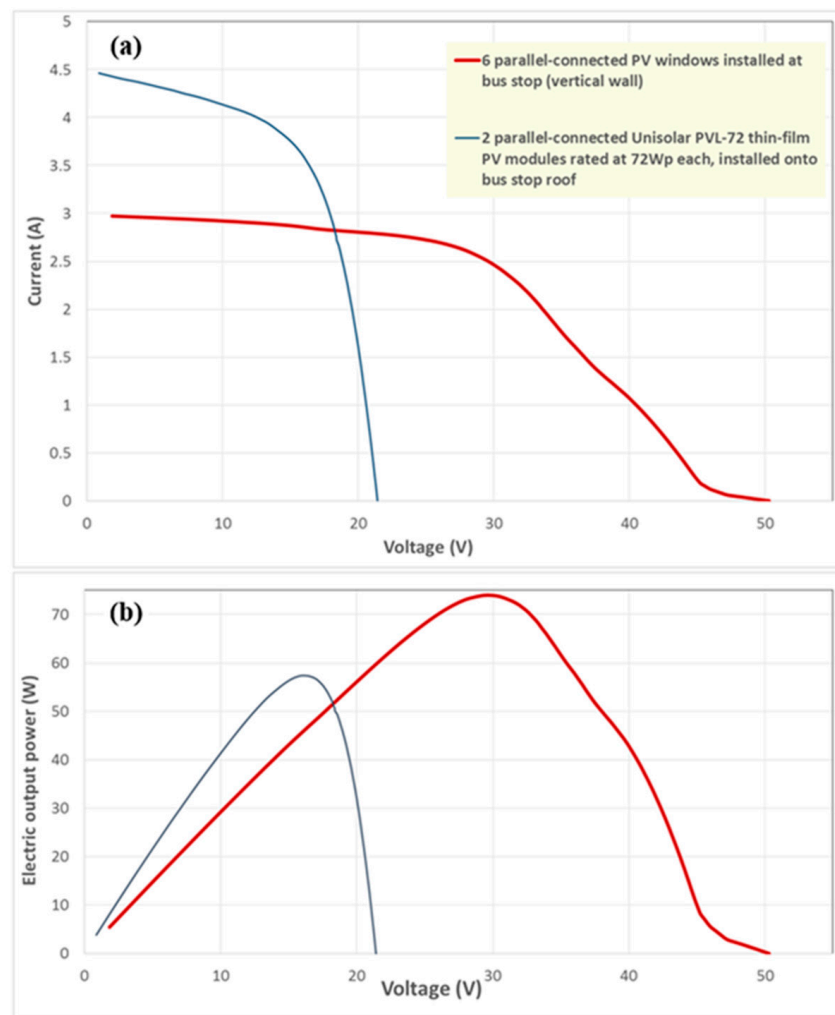 (a)
6 parallel-connected PV windows installed at
bus stop (vertical wall)
2 parallel-connected Unisolar PVL-72 thin-film
PV modules rated at 72Wp each, installed onto
bus stop roof
Current (A)
5
4.5
4
3.5
3
2.5
2
1.5
1
0.5
0
0 10 20 30 40 50
Voltage (V)
(b)
Electric output power (W)
70
60
50
40
30
20
10
0
0 10 20 30 40 50
Voltage (V)